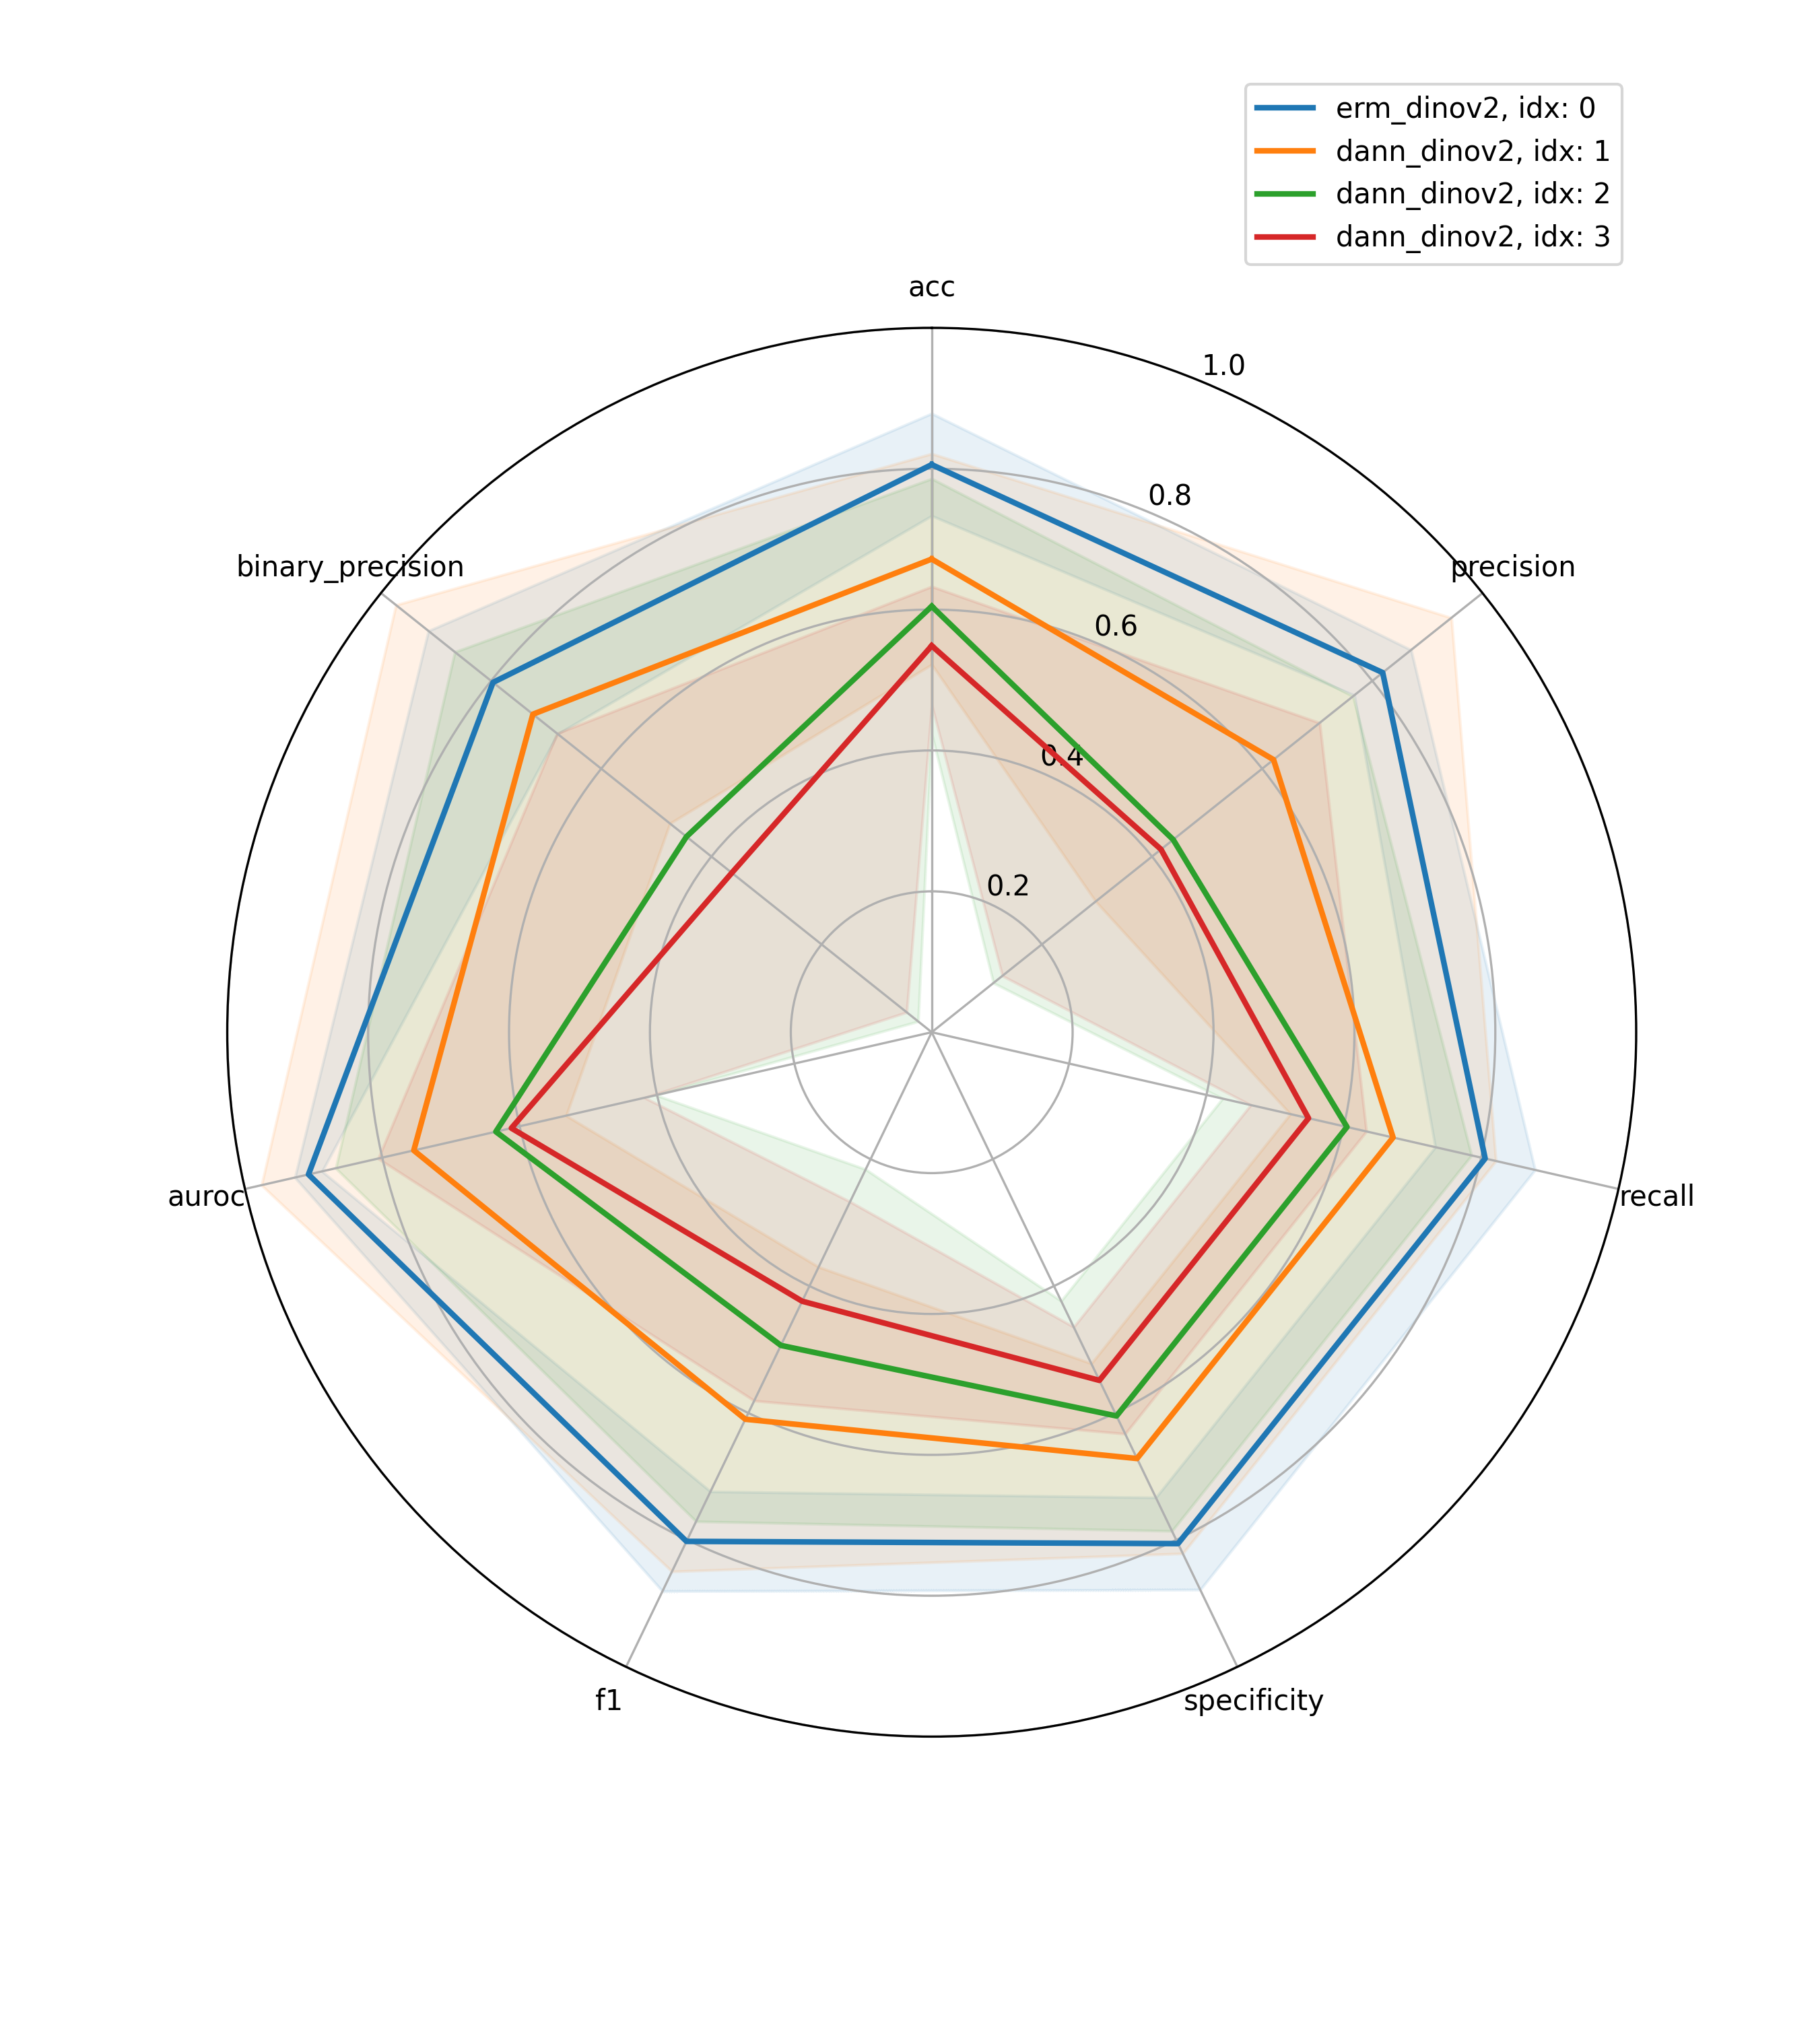 erm_dinov2, idx: 0
dann_dinov2, idx: 1
dann_dinov2, idx: 2
dann_dinov2, idx: 3
acc
1.0
0.8
binary_precision
precision
0.6
0.4
0.2
auroc
recall
f1
specificity